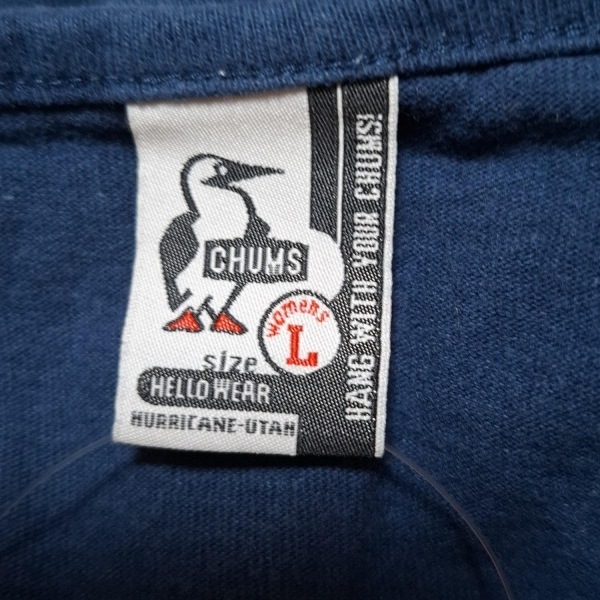 CHUMS
womens
L
size
HELLO WEAR
HURRICANE-UTAH
HANG WITH YOUR CHUMS!